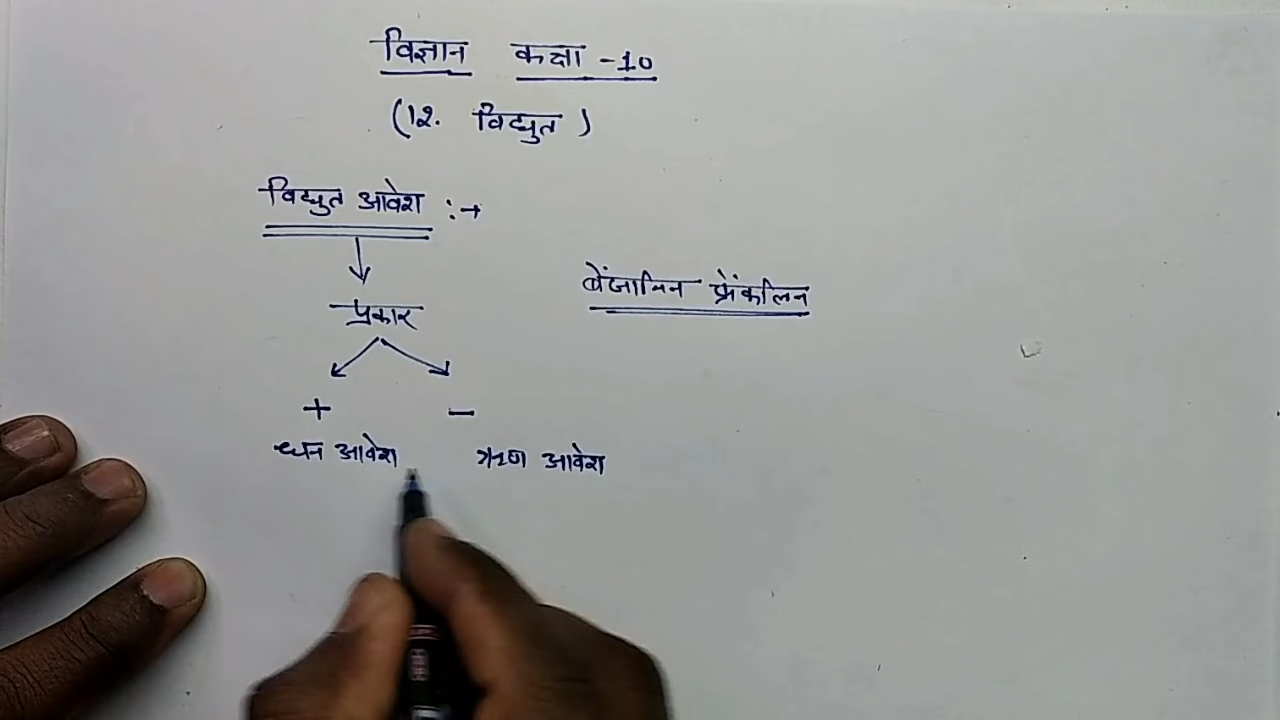 विज्ञान कक्षा -10
(12. विद्युत )
विद्युत आवेश :→
बेंजामिन फ्रेंकलिन
प्रकार
+ −
धन आवेश ऋण आवेश